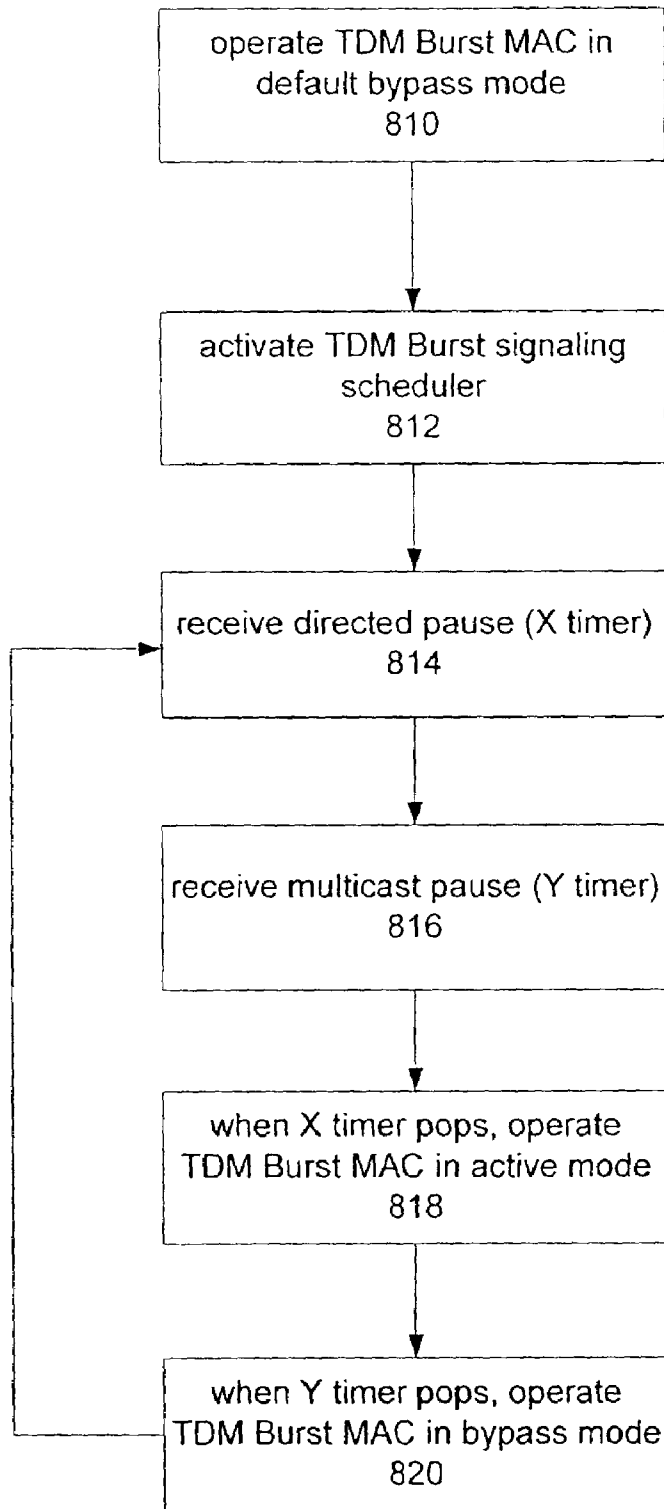 operate TDM Burst MAC in
default bypass mode
810
activate TDM Burst signaling
scheduler
812
receive directed pause (X timer)
814
receive multicast pause (Y timer)
816
when X timer pops, operate
TDM Burst MAC in active mode
818
when Y timer pops, operate
TDM Burst MAC in bypass mode
820